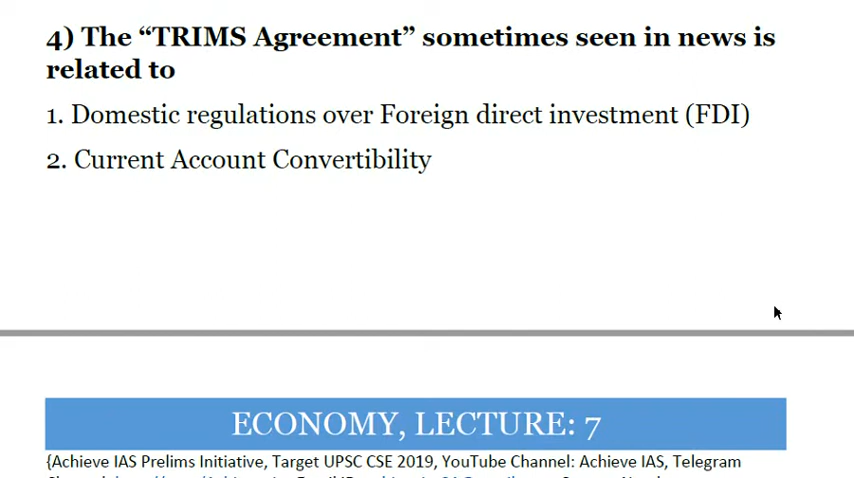 4) The “TRIMS Agreement” sometimes seen in news is
related to
1. Domestic regulations over Foreign direct investment (FDI)
2. Current Account Convertibility
ECONOMY, LECTURE: 7
{Achieve IAS Prelims Initiative, Target UPSC CSE 2019, YouTube Channel: Achieve IAS, Telegram